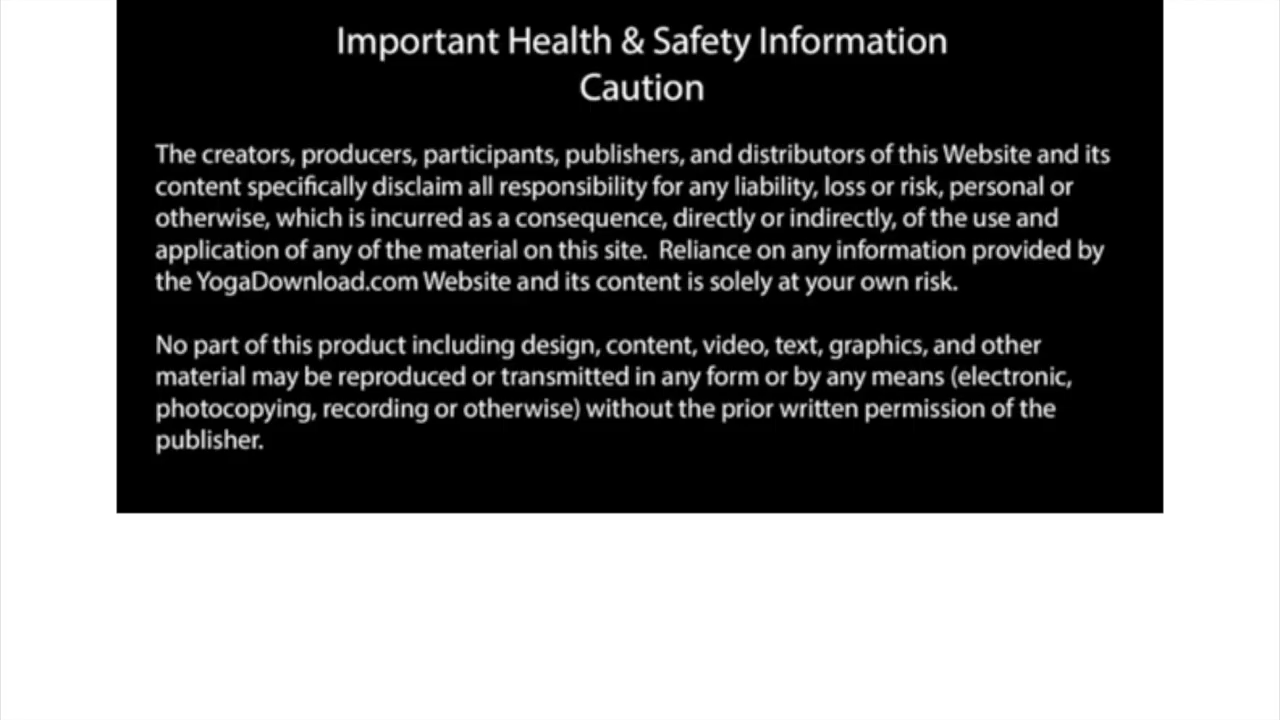 Important Health & Safety Information
Caution
The creators, producers, participants, publishers, and distributors of this Website and its
content specifically disclaim all responsibility for any liability, loss or risk, personal or
otherwise, which is incurred as a consequence, directly or indirectly, of the use and
application of any of the material on this site.  Reliance on any information provided by
the YogaDownload.com Website and its content is solely at your own risk.
No part of this product including design, content, video, text, graphics, and other
material may be reproduced or transmitted in any form or by any means (electronic,
photocopying, recording or otherwise) without the prior written permission of the
publisher.